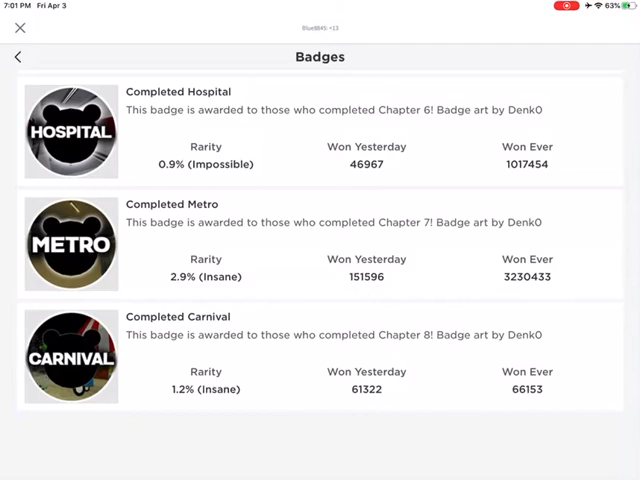 7:01 PM Fri Apr 3
63%
Badges
Completed Hospital
This badge is awarded to those who completed Chapter 6! Badge art by Denk0
HOSPITAL
Rarity Won Yesterday Won Ever
0.9% (Impossible) 46967 1017454
Completed Metro
This badge is awarded to those who completed Chapter 7! Badge art by Denk0
METRO
Rarity Won Yesterday Won Ever
2.9% (Insane) 151596 3230433
Completed Carnival
This badge is awarded to those who completed Chapter 8! Badge art by Denk0
CARNIVAL
Rarity Won Yesterday Won Ever
1.2% (Insane) 61322 66153